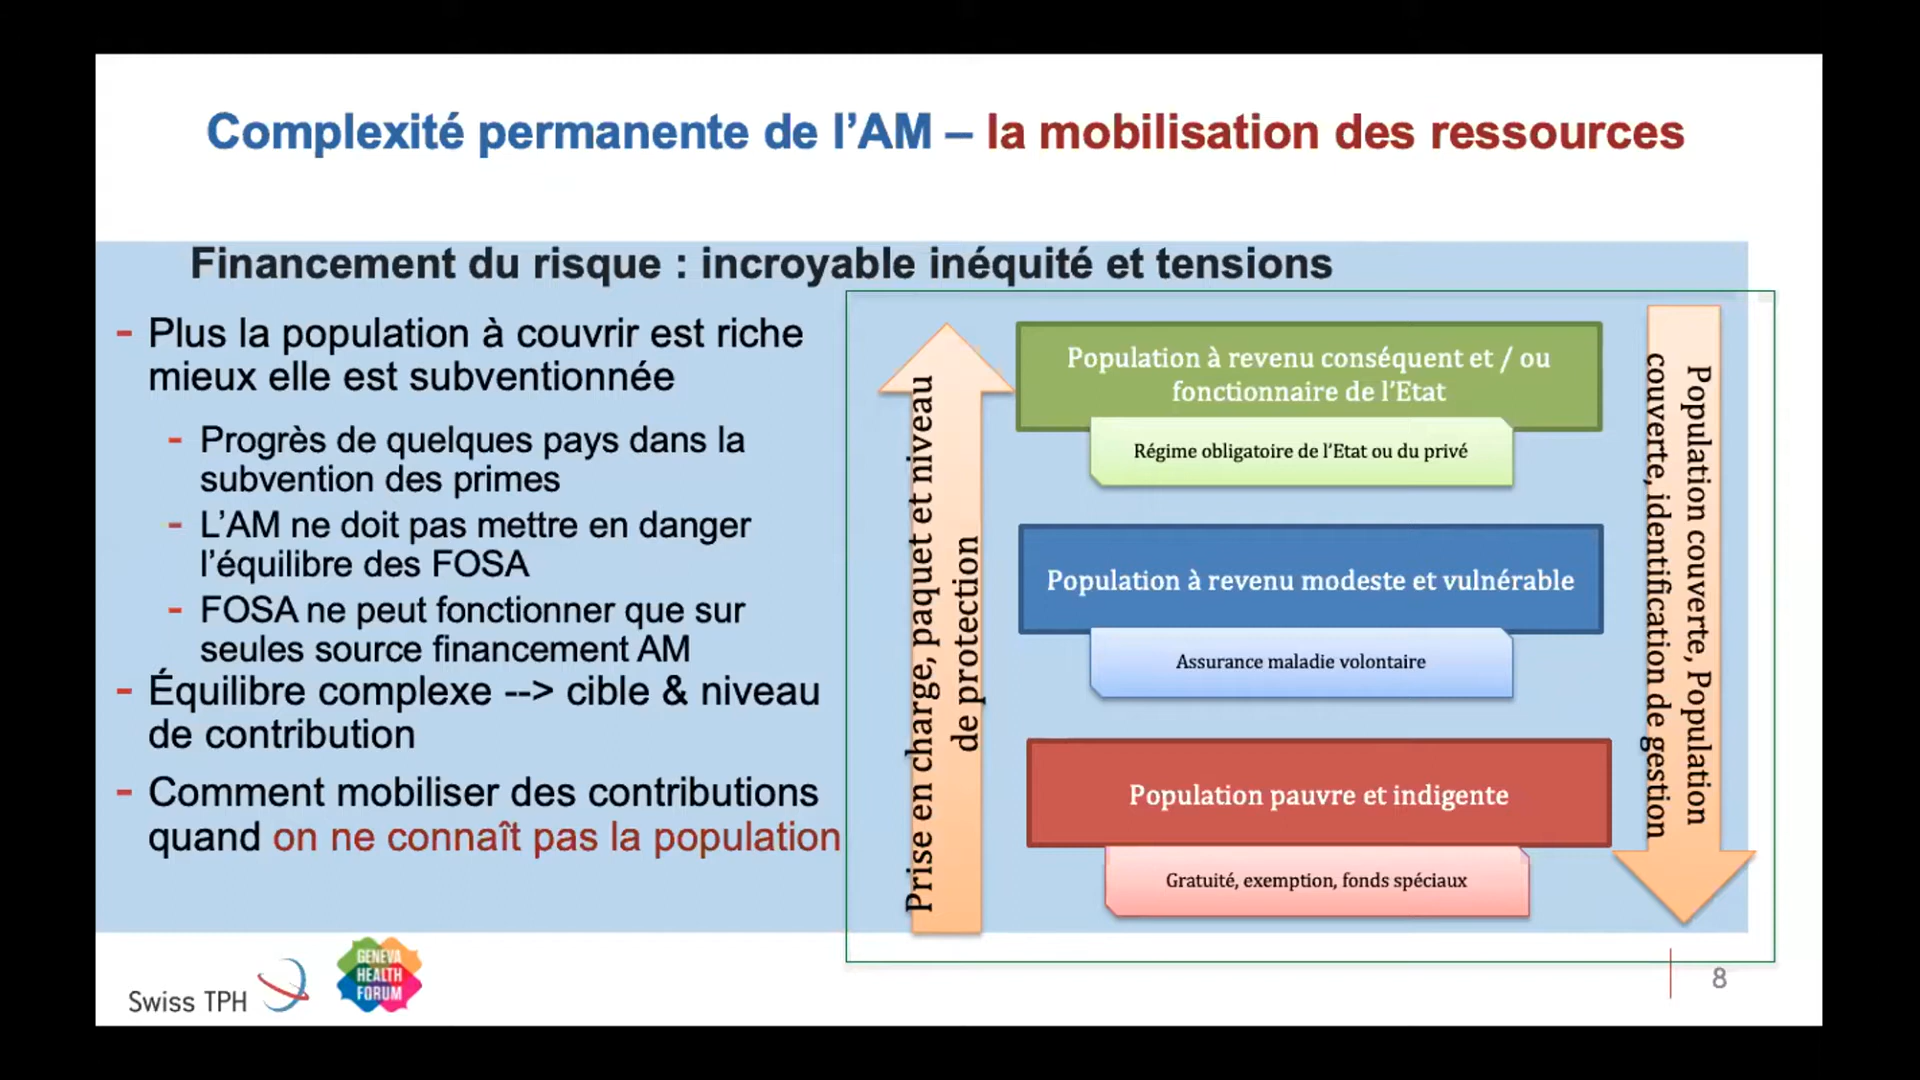 Complexité permanente de l’AM – la mobilisation des ressources
Financement du risque : incroyable inéquité et tensions
- Plus la population à couvrir est riche
mieux elle est subventionnée
- Progrès de quelques pays dans la
subvention des primes
- L’AM ne doit pas mettre en danger
l’équilibre des FOSA
- FOSA ne peut fonctionner que sur
seules source financement AM
- Équilibre complexe --> cible & niveau
de contribution
- Comment mobiliser des contributions
quand on ne connaît pas la population
Prise en charge, paquet et niveau
de protection
Population à revenu conséquent et / ou
fonctionnaire de l’Etat
Régime obligatoire de l’Etat ou du privé
Population à revenu modeste et vulnérable
Assurance maladie volontaire
Population pauvre et indigente
Gratuité, exemption, fonds spéciaux
Population couverte, Population
couverte, identification de gestion
Swiss TPH
GENEVA
HEALTH
FORUM
8